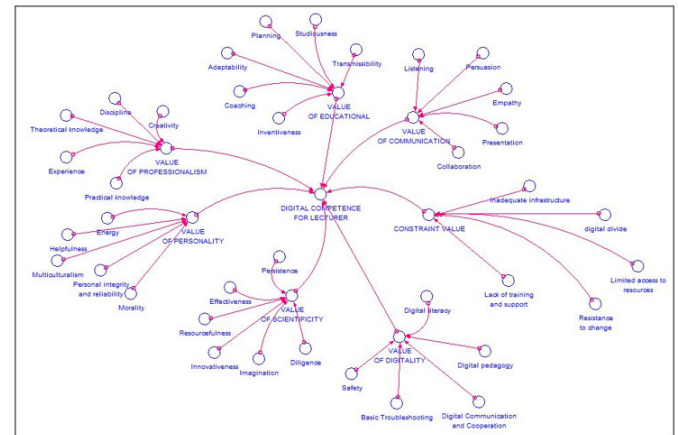 Planning
Studiousness
Adaptability
Transmissibility
Coaching
Inventiveness
VALUE
OF EDUCATIONAL
Listening
Persuasion
Empathy
Presentation
Collaboration
VALUE
OF COMMUNICATION
Discipline
Creativity
Theoretical knowledge
Experience
Practical knowledge
VALUE
OF PROFESSIONALISM
DIGITAL COMPETENCE
FOR LECTURER
Inadequate infrastructure
digital divide
Limited access to
resources
Resistance
to change
Lack of training
and support
CONSTRAINT VALUE
Energy
Helpfulness
Multiculturalism
Personal integrity
and reliability
Morality
VALUE
OF PERSONALITY
Persistence
Effectiveness
Resourcefulness
Innovativeness
Imagination
Diligence
VALUE
OF SCIENTIFICITY
Digital literacy
Digital pedagogy
Safety
Basic Troubleshooting
Digital Communication
and Cooperation
VALUE
OF DIGITALITY